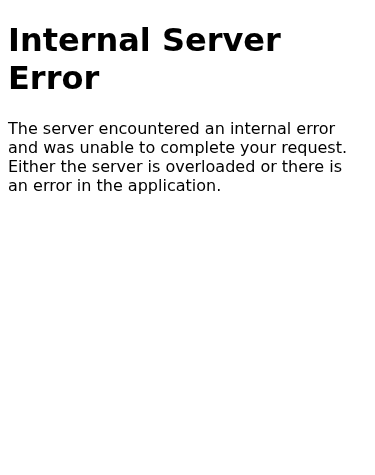 Internal Server
Error
The server encountered an internal error
and was unable to complete your request.
Either the server is overloaded or there is
an error in the application.